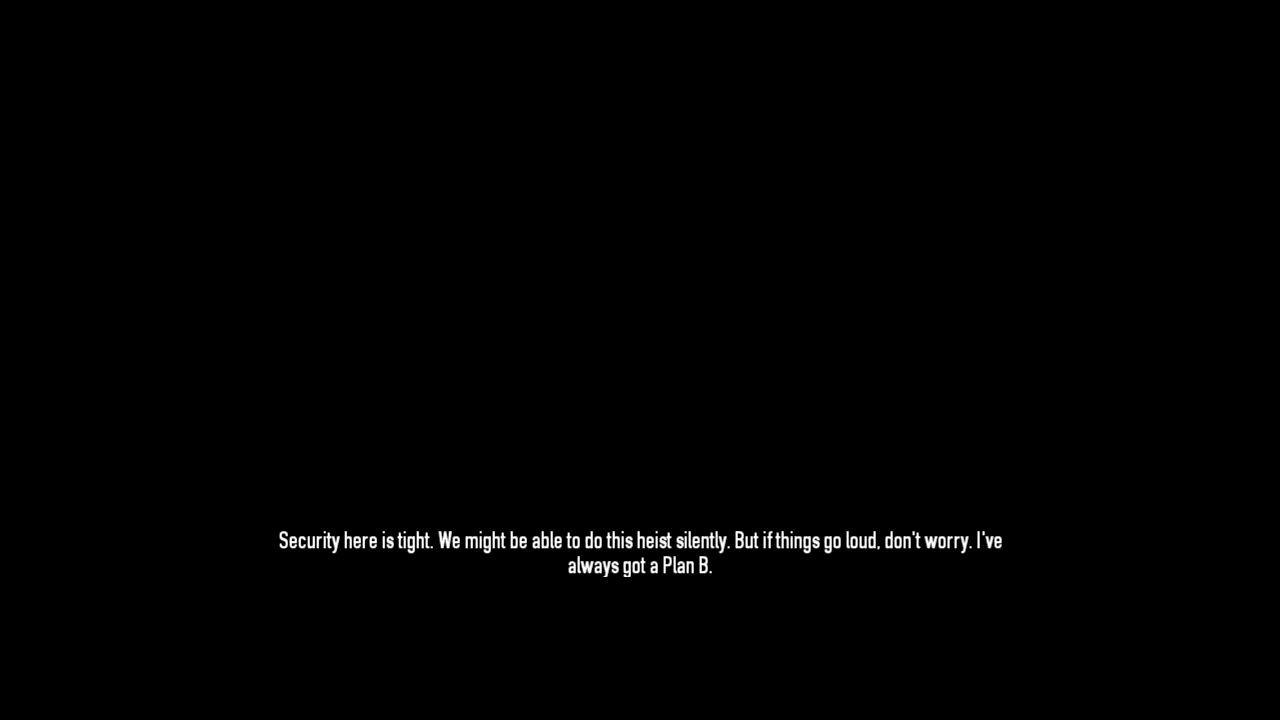 Security here is tight. We might be able to do this heist silently. But if things go loud, don't worry. I've
always got a Plan B.